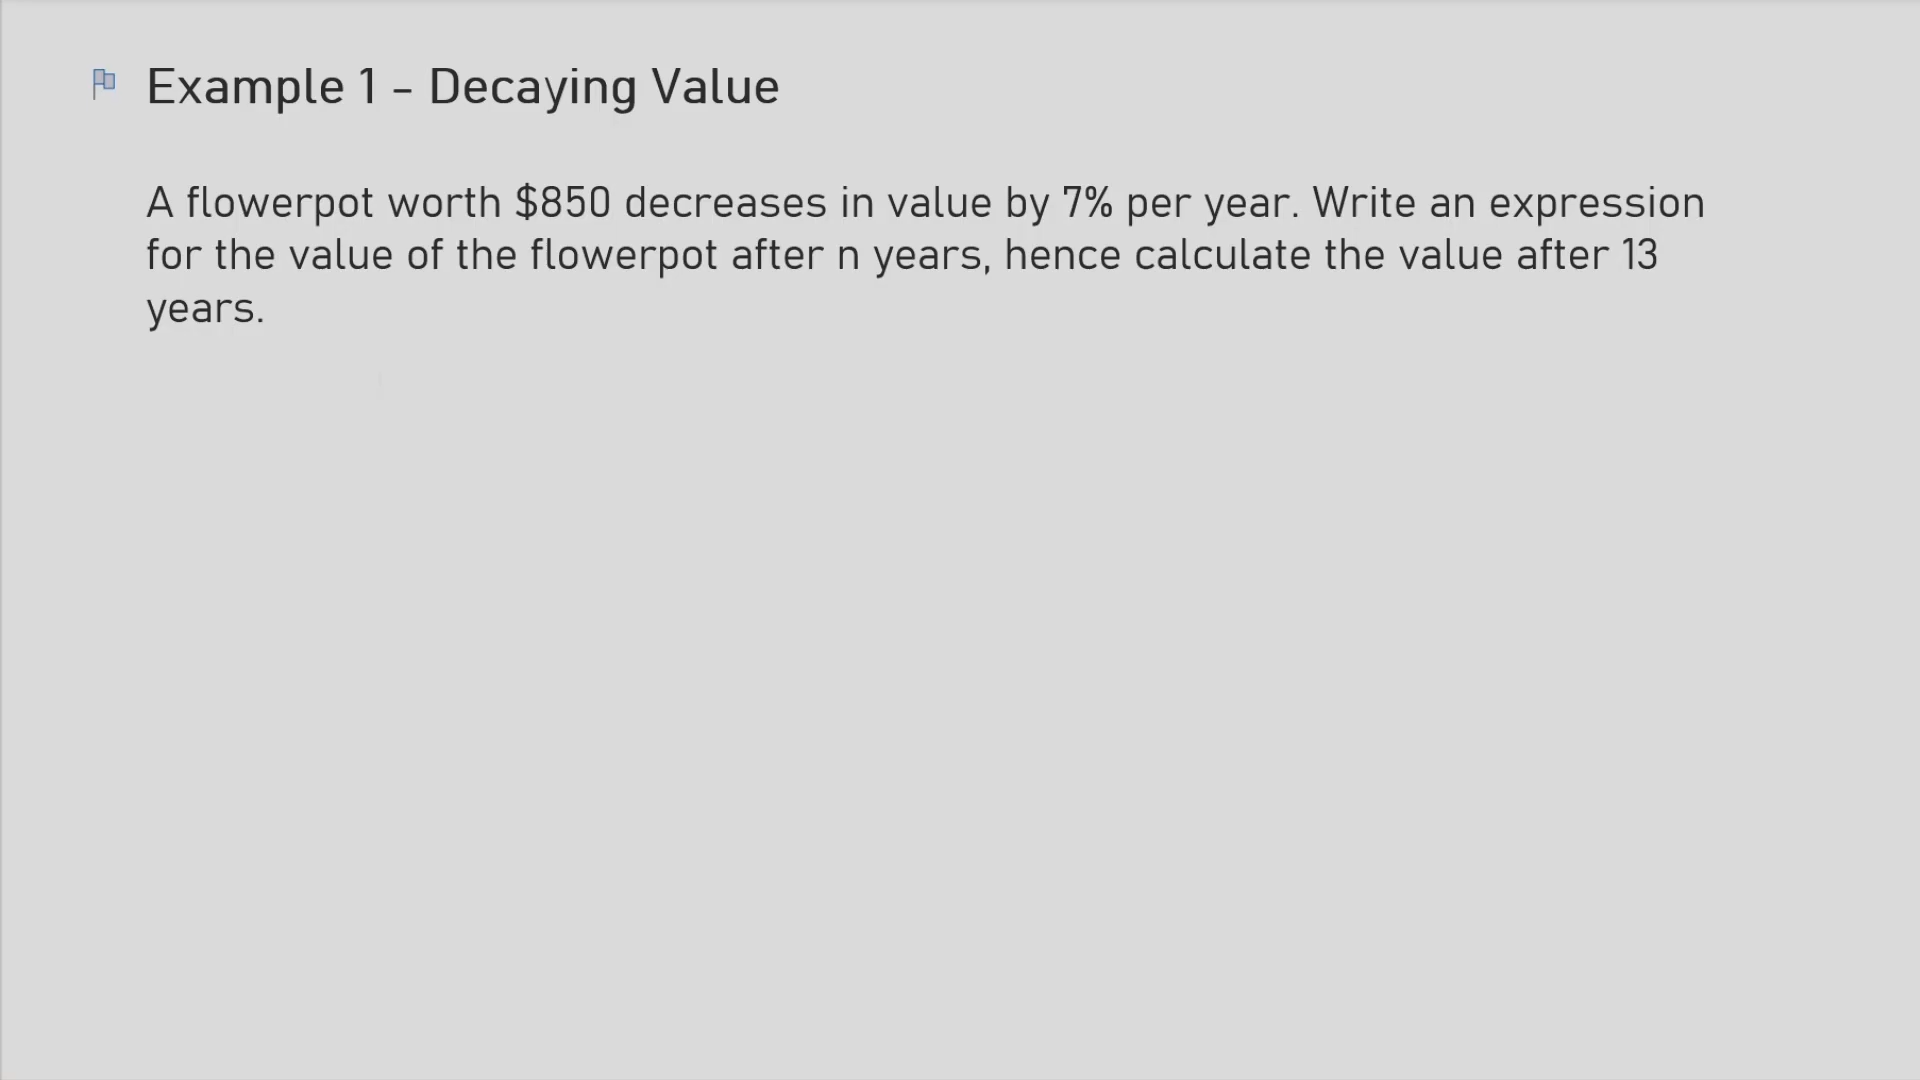 Example 1 – Decaying Value
A flowerpot worth $850 decreases in value by 7% per year. Write an expression
for the value of the flowerpot after n years, hence calculate the value after 13
years.